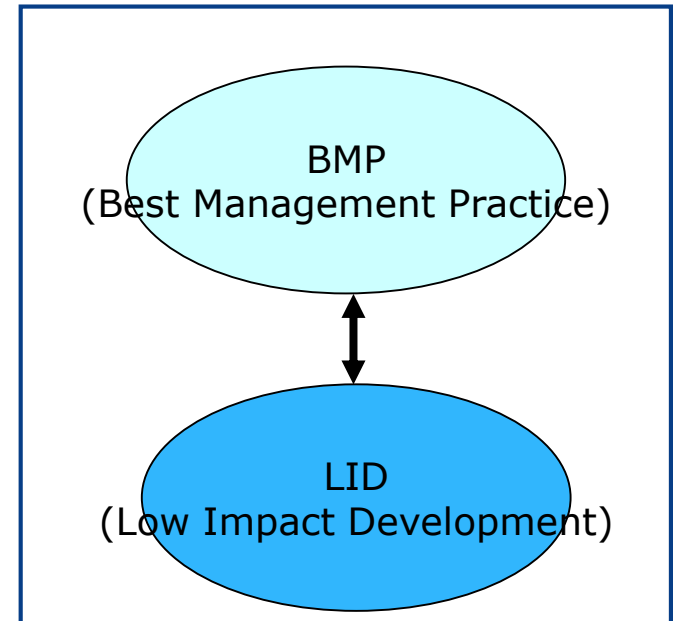 BMP
(Best Management Practice)
LID
(Low Impact Development)